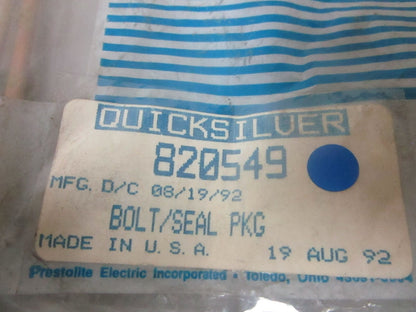 QUICKSILVER
820549
MFG. D/C 08/19/92
BOLT/SEAL PKG
MADE IN U.S.A. 19 AUG 92
Prestolite Electric Incorporated • Toledo, Ohio